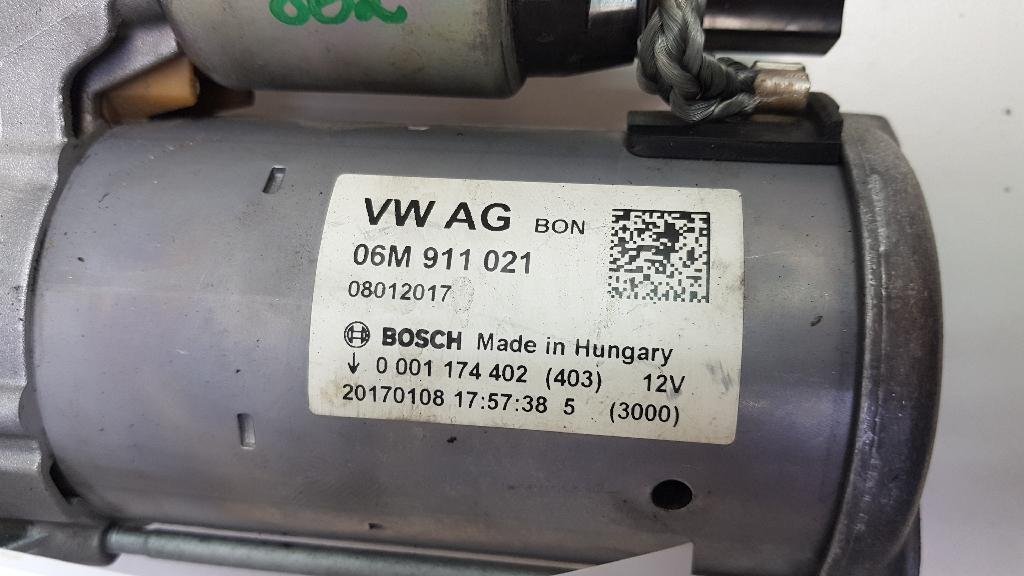 VW AG BON
06M 911 021
08012017
BOSCH Made in Hungary
↓ 0 001 174 402 (403) 12V
20170108 17:57:38 5 (3000)